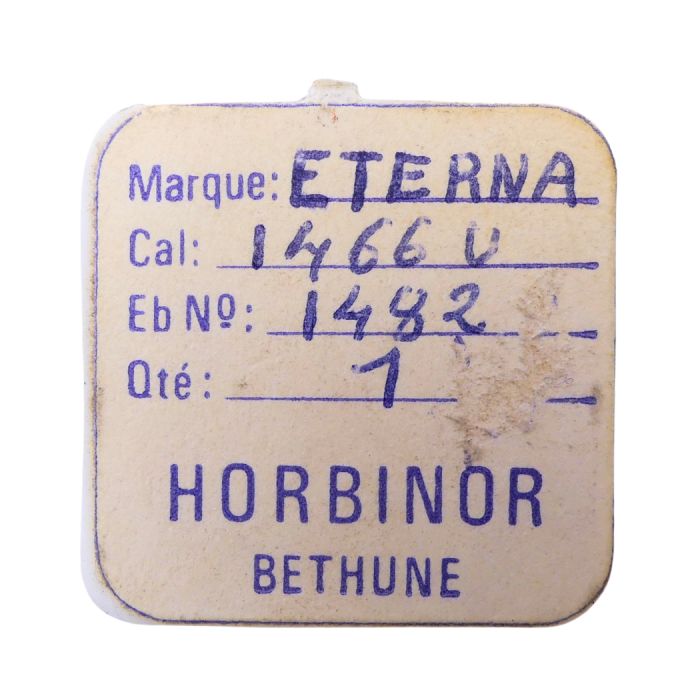 Marque: ETERNA
Cal: 1466 U
Eb Nº: 1482
Qté: 1
HORBINOR
BETHUNE